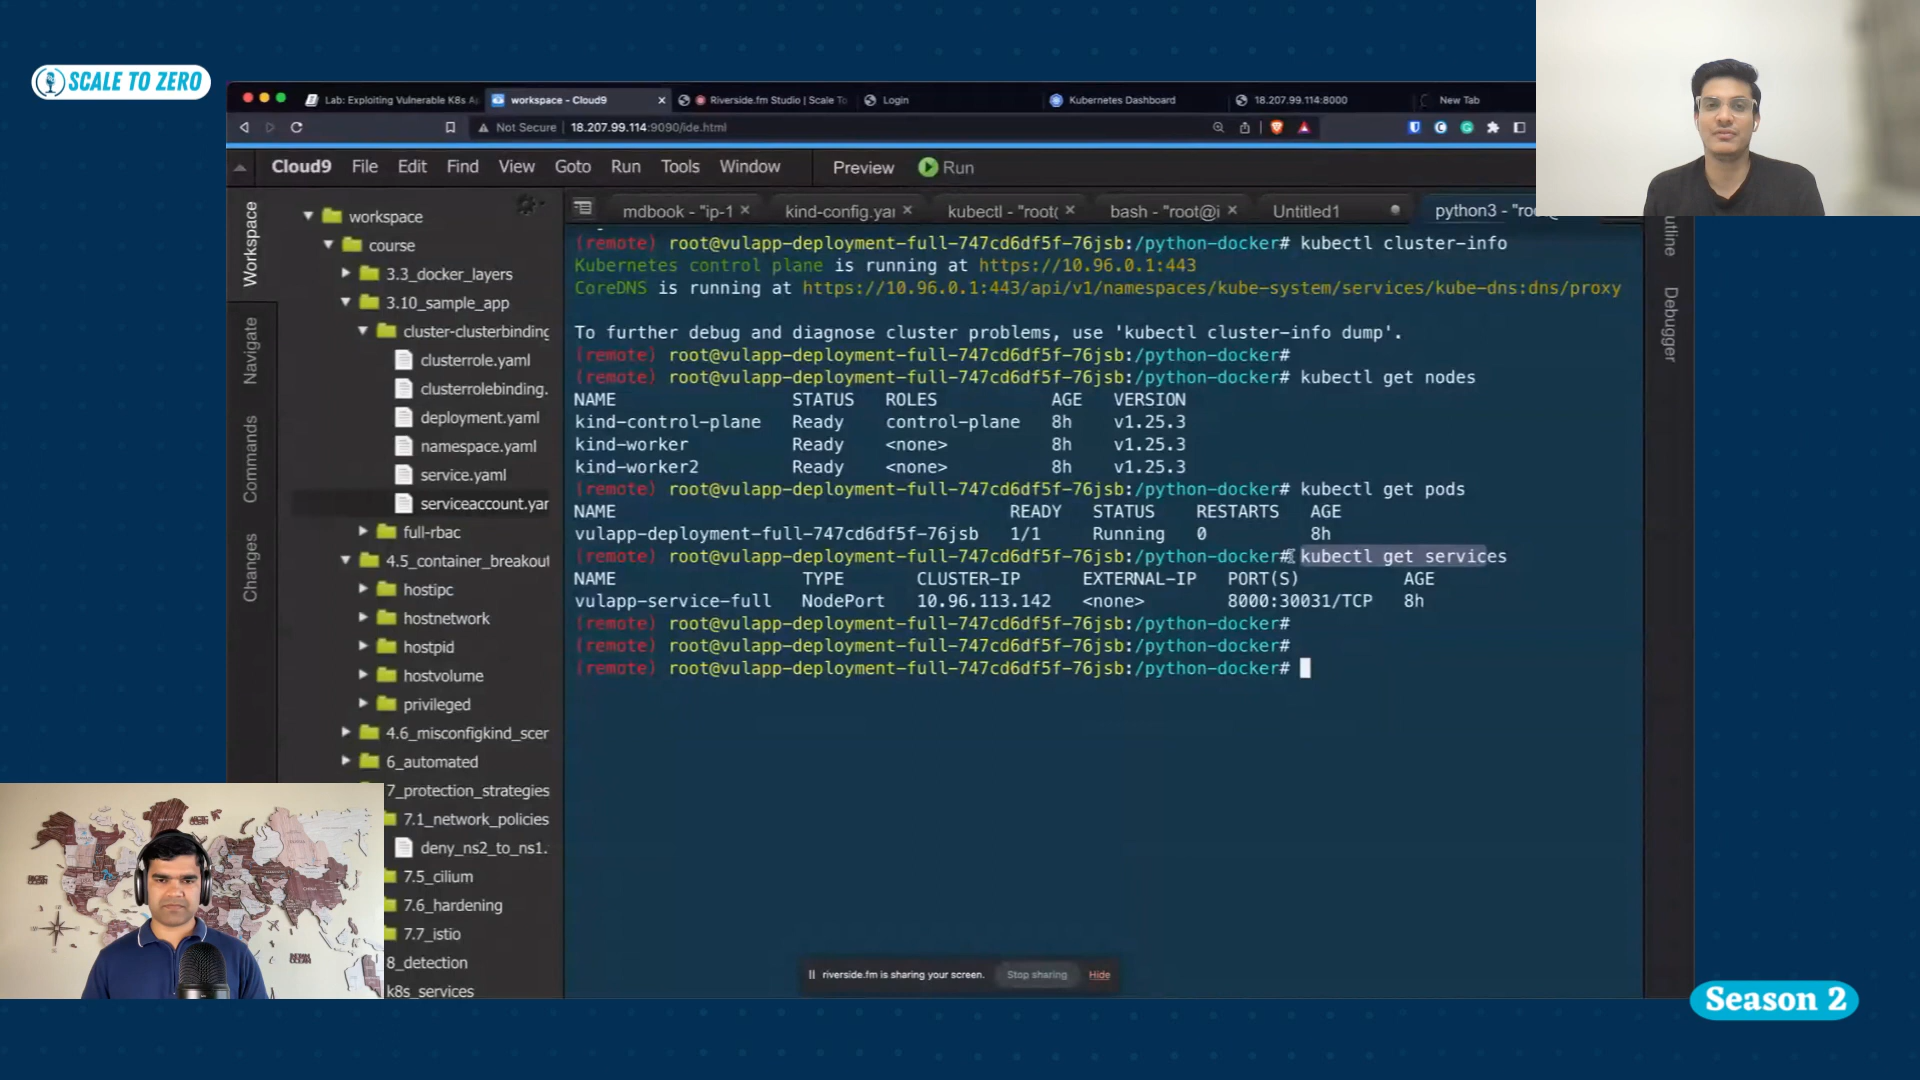 SCALE TO ZERO
Lab: Exploiting Vulnerable K8s A
workspace - Cloud9
Riverside.fm Studio | Scale To
Login
Kubernetes Dashboard
18.207.99.114:8000
New Tab
Not Secure | 18.207.99.114:9090/ide.html
Cloud9 File Edit Find View Goto Run Tools Window Preview Run
mdbook - "ip-1
kind-config.yar
kubectl - "root(
bash - "root@i
Untitled1
python3 - "roo
Workspace
Navigate
Commands
Changes
workspace
course
3.3_docker_layers
3.10_sample_app
cluster-clusterbinding
clusterrole.yaml
clusterrolebinding.
deployment.yaml
namespace.yaml
service.yaml
serviceaccount.yar
full-rbac
4.5_container_breakout
hostipc
hostnetwork
hostpid
hostvolume
privileged
4.6_misconfigkind_scer
6_automated
7_protection_strategies
7.1_network_policies
deny_ns2_to_ns1.
7.5_cilium
7.6_hardening
7.7_istio
8_detection
k8s_services
(remote) root@vulapp-deployment-full-747cd6df5f-76jsb:/python-docker# kubectl cluster-info
Kubernetes control plane is running at https://10.96.0.1:443
CoreDNS is running at https://10.96.0.1:443/api/v1/namespaces/kube-system/services/kube-dns:dns/proxy
To further debug and diagnose cluster problems, use 'kubectl cluster-info dump'.
(remote) root@vulapp-deployment-full-747cd6df5f-76jsb:/python-docker#
(remote) root@vulapp-deployment-full-747cd6df5f-76jsb:/python-docker# kubectl get nodes
NAME STATUS ROLES AGE VERSION
kind-control-plane Ready control-plane 8h v1.25.3
kind-worker Ready <none> 8h v1.25.3
kind-worker2 Ready <none> 8h v1.25.3
(remote) root@vulapp-deployment-full-747cd6df5f-76jsb:/python-docker# kubectl get pods
NAME READY STATUS RESTARTS AGE
vulapp-deployment-full-747cd6df5f-76jsb 1/1 Running 0 8h
(remote) root@vulapp-deployment-full-747cd6df5f-76jsb:/python-docker# kubectl get services
NAME TYPE CLUSTER-IP EXTERNAL-IP PORT(S) AGE
vulapp-service-full NodePort 10.96.113.142 <none> 8000:30031/TCP 8h
(remote) root@vulapp-deployment-full-747cd6df5f-76jsb:/python-docker#
(remote) root@vulapp-deployment-full-747cd6df5f-76jsb:/python-docker#
(remote) root@vulapp-deployment-full-747cd6df5f-76jsb:/python-docker#
utline
Debugger
riverside.fm is sharing your screen. Stop sharing Hide
Season 2